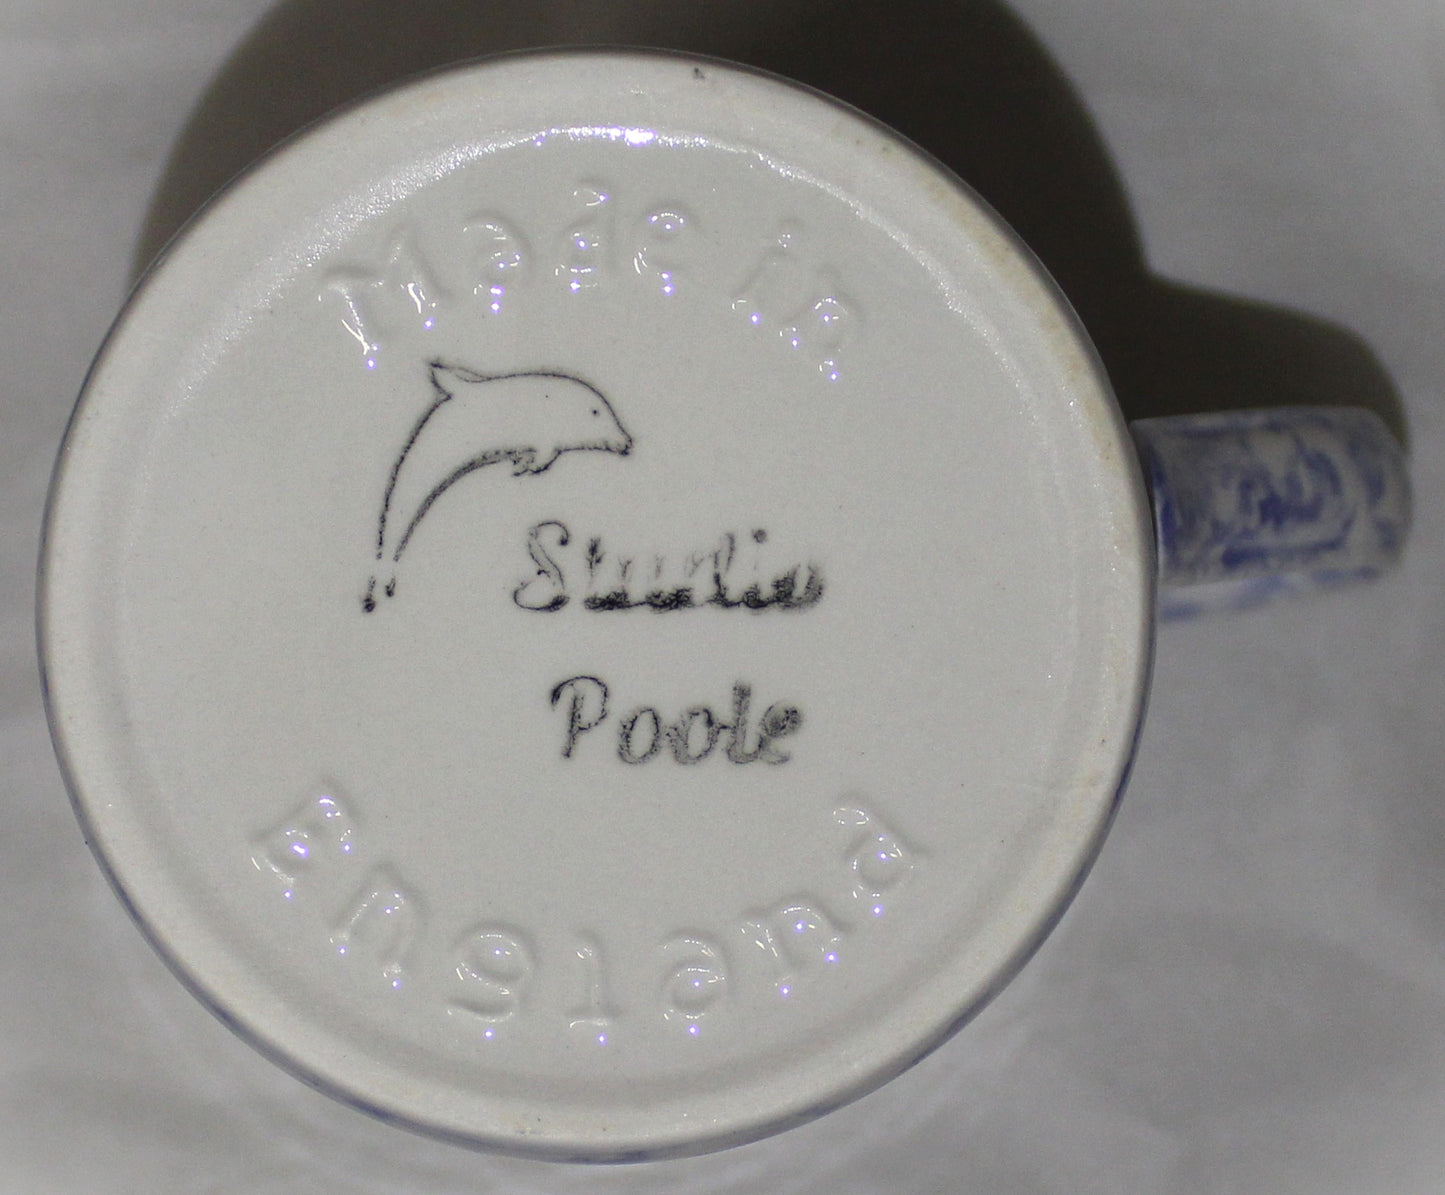 Made in
Studio
Poole
England